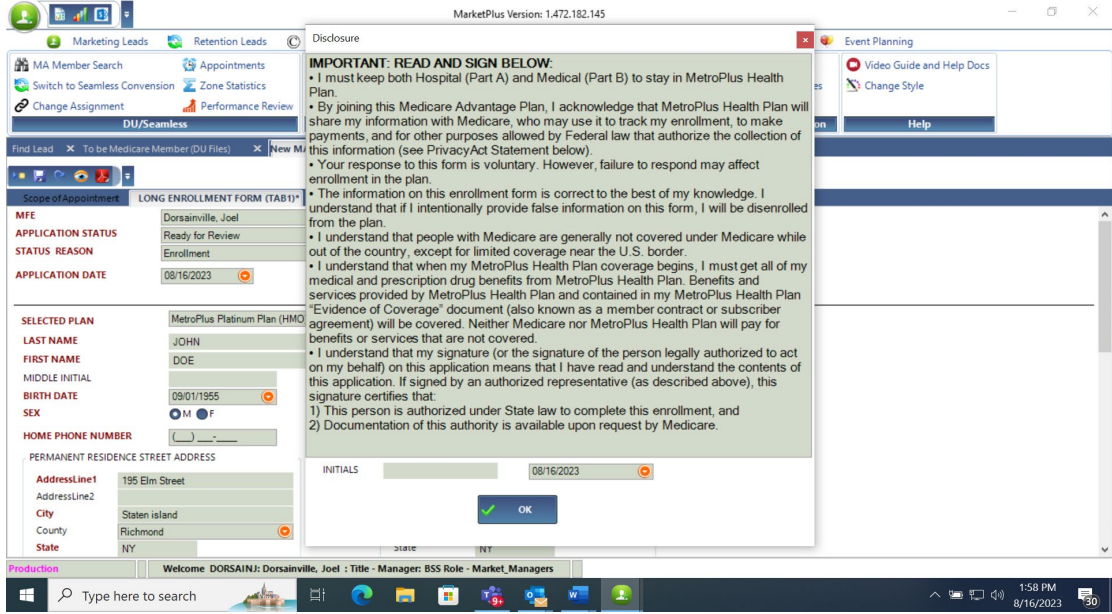 MarketPlus Version: 1.472.182.145
Marketing Leads
Retention Leads
Event Planning
MA Member Search
Appointments
Switch to Seamless Conversion
Zone Statistics
Change Assignment
Performance Review
DU/Seamless
Video Guide and Help Docs
Change Style
Help
Find Lead
To be Medicare Member (DU Files)
New
Scope of Appointment
LONG ENROLLMENT FORM (TAB1)*
MFE
Dorsainville, Joel
APPLICATION STATUS
Ready for Review
STATUS REASON
Enrollment
APPLICATION DATE
08/16/2023
SELECTED PLAN
MetroPlus Platinum Plan (HMO
LAST NAME
JOHN
FIRST NAME
DOE
MIDDLE INITIAL
BIRTH DATE
09/01/1955
SEX
M
F
HOME PHONE NUMBER
(__) ___-____
PERMANENT RESIDENCE STREET ADDRESS
AddressLine1
195 Elm Street
AddressLine2
City
Staten island
County
Richmond
State
NY
State
NY
Disclosure
IMPORTANT: READ AND SIGN BELOW:
• I must keep both Hospital (Part A) and Medical (Part B) to stay in MetroPlus Health
Plan.
• By joining this Medicare Advantage Plan, I acknowledge that MetroPlus Health Plan will
share my information with Medicare, who may use it to track my enrollment, to make
payments, and for other purposes allowed by Federal law that authorize the collection of
this information (see PrivacyAct Statement below).
• Your response to this form is voluntary. However, failure to respond may affect
enrollment in the plan.
• The information on this enrollment form is correct to the best of my knowledge. I
understand that if I intentionally provide false information on this form, I will be disenrolled
from the plan.
• I understand that people with Medicare are generally not covered under Medicare while
out of the country, except for limited coverage near the U.S. border.
• I understand that when my MetroPlus Health Plan coverage begins, I must get all of my
medical and prescription drug benefits from MetroPlus Health Plan. Benefits and
services provided by MetroPlus Health Plan and contained in my MetroPlus Health Plan
“Evidence of Coverage” document (also known as a member contract or subscriber
agreement) will be covered. Neither Medicare nor MetroPlus Health Plan will pay for
benefits or services that are not covered.
• I understand that my signature (or the signature of the person legally authorized to act
on my behalf) on this application means that I have read and understand the contents of
this application. If signed by an authorized representative (as described above), this
signature certifies that:
1) This person is authorized under State law to complete this enrollment, and
2) Documentation of this authority is available upon request by Medicare.
INITIALS
08/16/2023
OK
Production
Welcome DORSAINJ: Dorsainville, Joel : Title - Manager: BSS Role - Market_Managers
Type here to search
9+
1:58 PM
8/16/2023
30